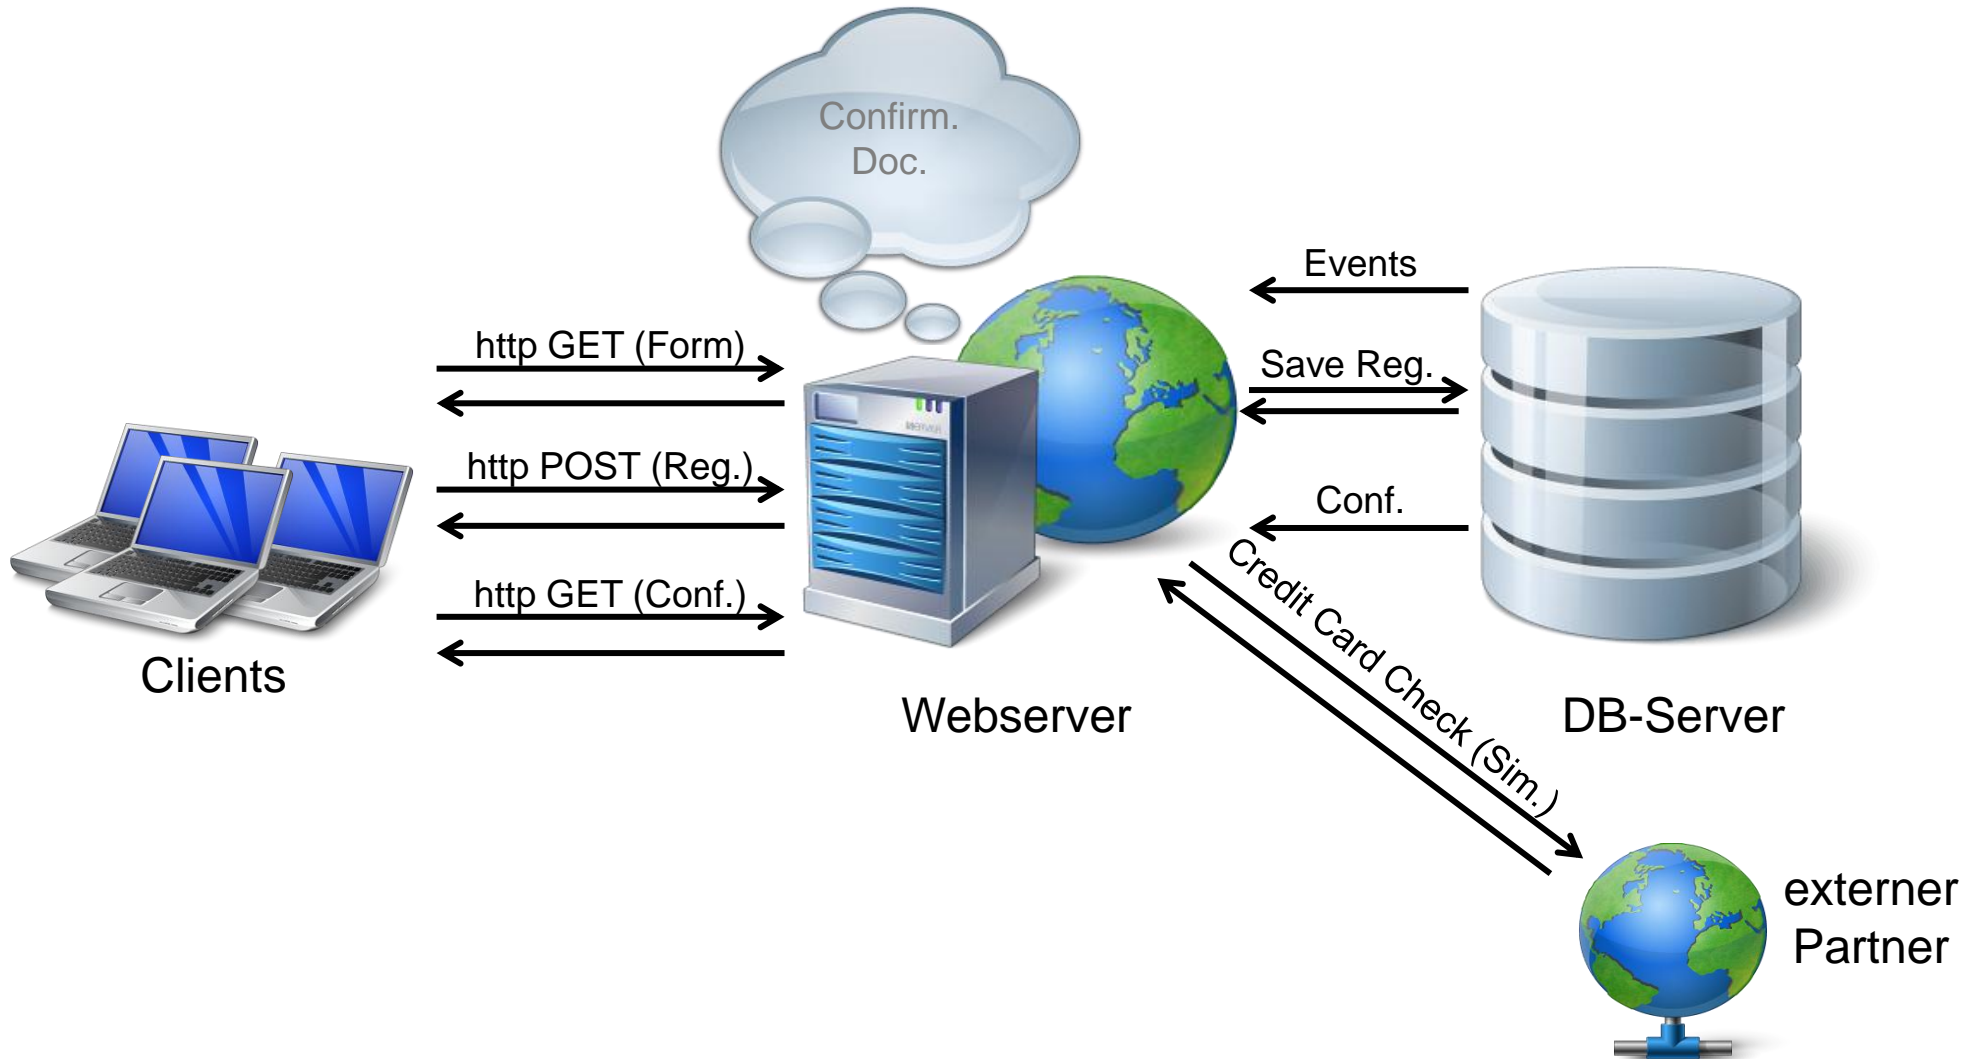 Confirm.
Doc.
Events
http GET (Form)
Save Reg.
http POST (Reg.)
Conf.
http GET (Conf.)
Credit Card Check (Sim.)
Clients
Webserver
DB-Server
externer
Partner